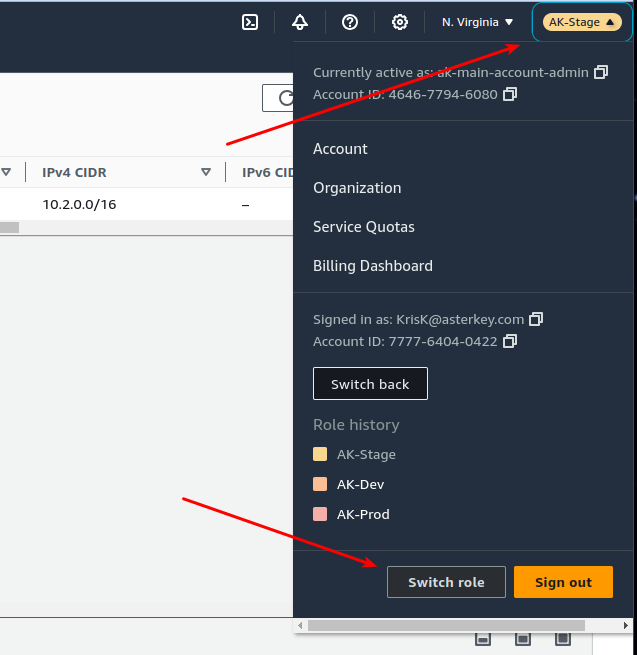 N. Virginia
AK-Stage
Currently active as: ak-main-account-admin
Account ID: 4646-7794-6080
IPv4 CIDR
IPv6 CID
10.2.0.0/16
–
Account
Organization
Service Quotas
Billing Dashboard
Signed in as: KrisK@asterkey.com
Account ID: 7777-6404-0422
Switch back
Role history
AK-Stage
AK-Dev
AK-Prod
Switch role
Sign out